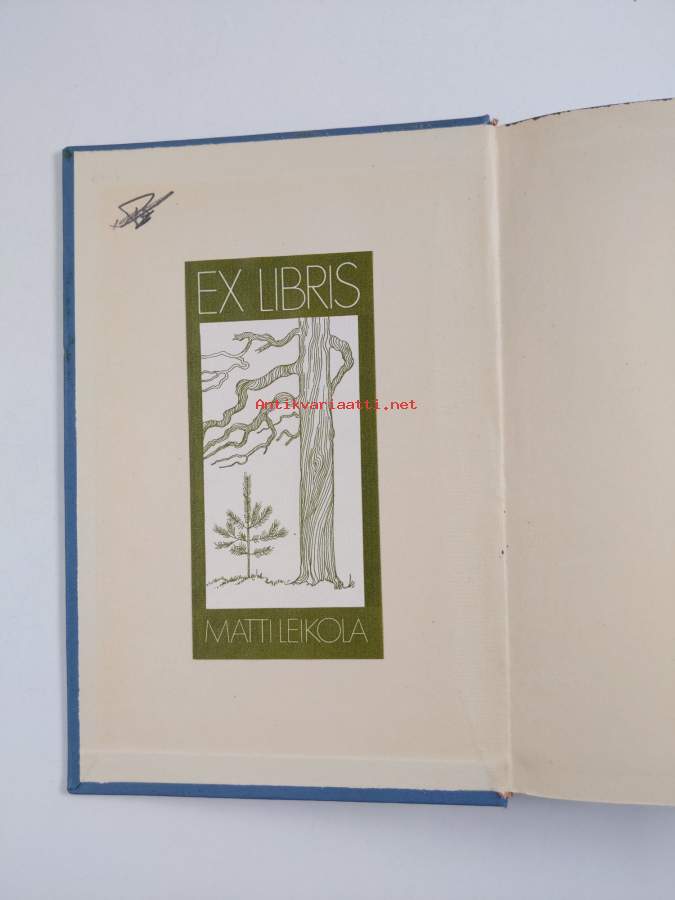 EX LIBRIS
Antikvariaatti.net
MATTI LEIKOLA